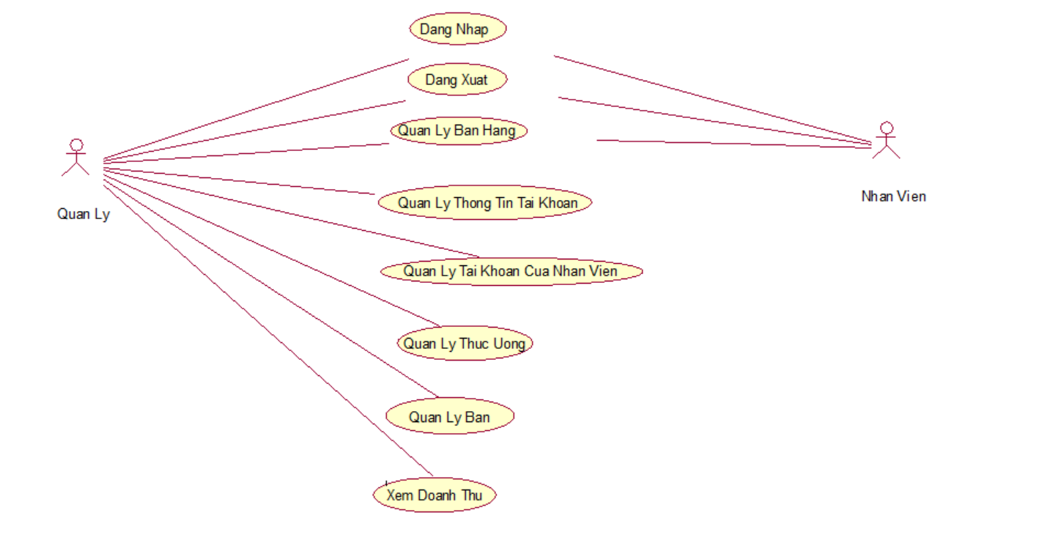 Dang Nhap
Dang Xuat
Quan Ly Ban Hang
Quan Ly Thong Tin Tai Khoan
Quan Ly Tai Khoan Cua Nhan Vien
Quan Ly Thuc Uong
Quan Ly Ban
Xem Doanh Thu
Quan Ly
Nhan Vien